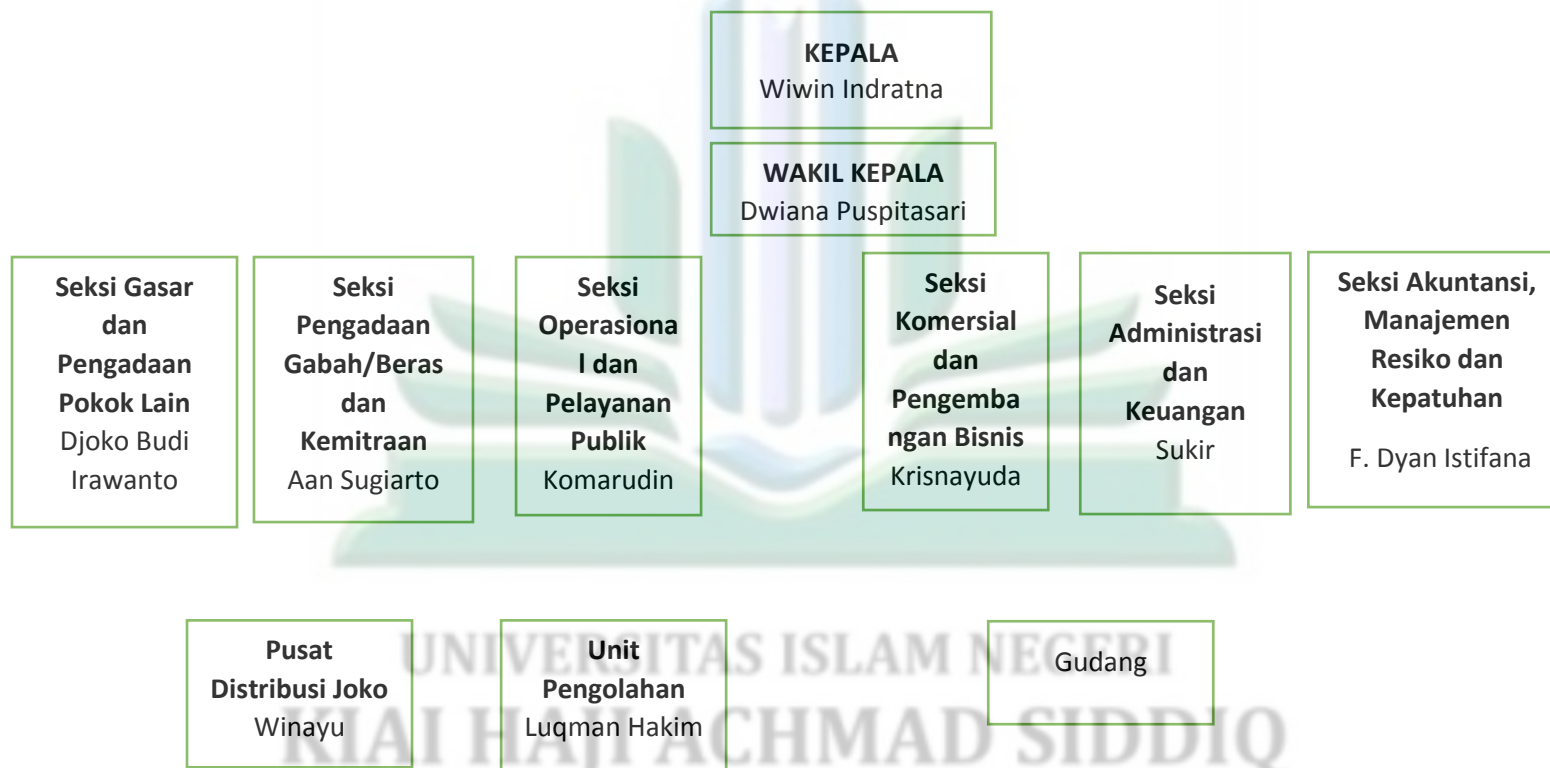 KEPALA
Wiwin Indratna
WAKIL KEPALA
Dwiana Puspitasari
Seksi Gasar
dan
Pengadaan
Pokok Lain
Djoko Budi
Irawanto
Seksi
Pengadaan
Gabah/Beras
dan
Kemitraan
Aan Sugiarto
Seksi
Operasiona
l dan
Pelayanan
Publik
Komarudin
Seksi
Komersial
dan
Pengemba
ngan Bisnis
Krisnayuda
Seksi
Administrasi
dan
Keuangan
Sukir
Seksi Akuntansi,
Manajemen
Resiko dan
Kepatuhan
F. Dyan Istifana
Pusat
Distribusi Joko
Winayu
Unit
Pengolahan
Luqman Hakim
Gudang
UNIVERSITAS ISLAM NEGERI
KIAI HAJI ACHMAD SIDDIQ